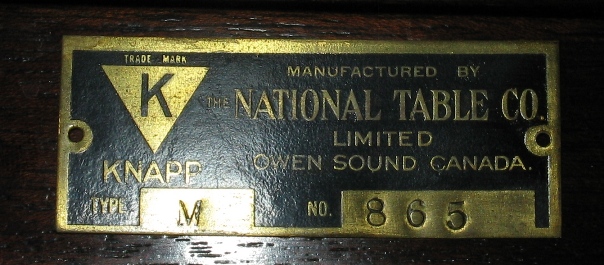 TRADE MARK
K
KNAPP
MANUFACTURED BY
THE NATIONAL TABLE CO.
LIMITED
OWEN SOUND CANADA.
TYPE M NO. 865